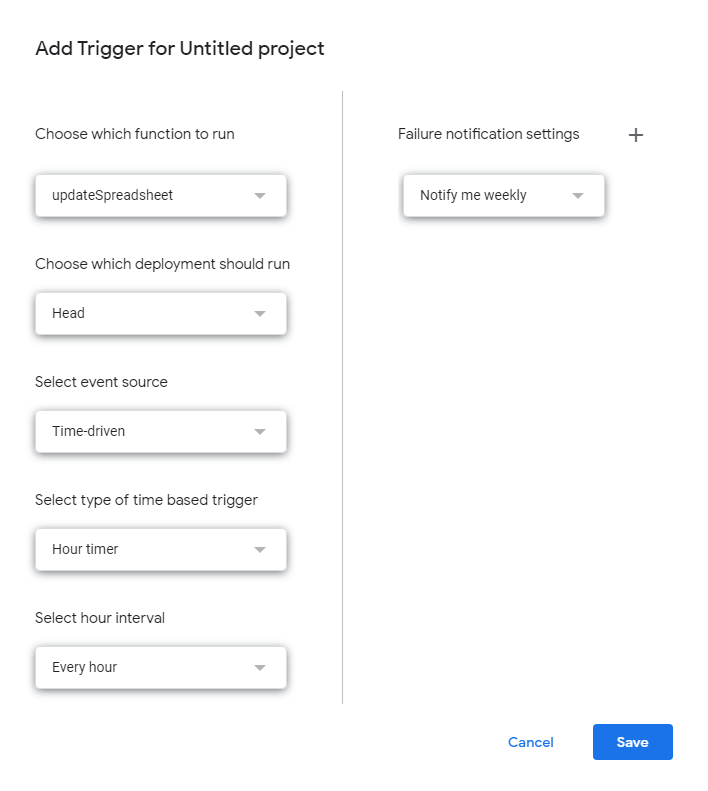 Add Trigger for Untitled project
Choose which function to run
updateSpreadsheet
Choose which deployment should run
Head
Select event source
Time-driven
Select type of time based trigger
Hour timer
Select hour interval
Every hour
Failure notification settings
Notify me weekly
Cancel
Save